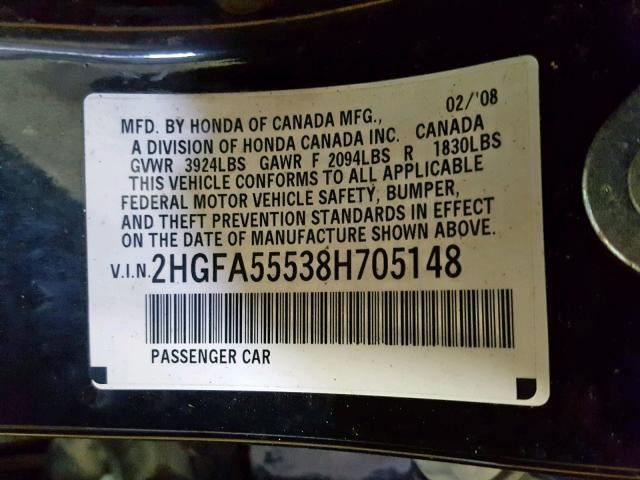 02/'08
MFD. BY HONDA OF CANADA MFG.,
A DIVISION OF HONDA CANADA INC. CANADA
GVWR 3924LBS GAWR F 2094LBS R 1830LBS
THIS VEHICLE CONFORMS TO ALL APPLICABLE
FEDERAL MOTOR VEHICLE SAFETY, BUMPER,
AND THEFT PREVENTION STANDARDS IN EFFECT
ON THE DATE OF MANUFACTURE SHOWN ABOVE.
V.I.N. 2HGFA55538H705148
PASSENGER CAR